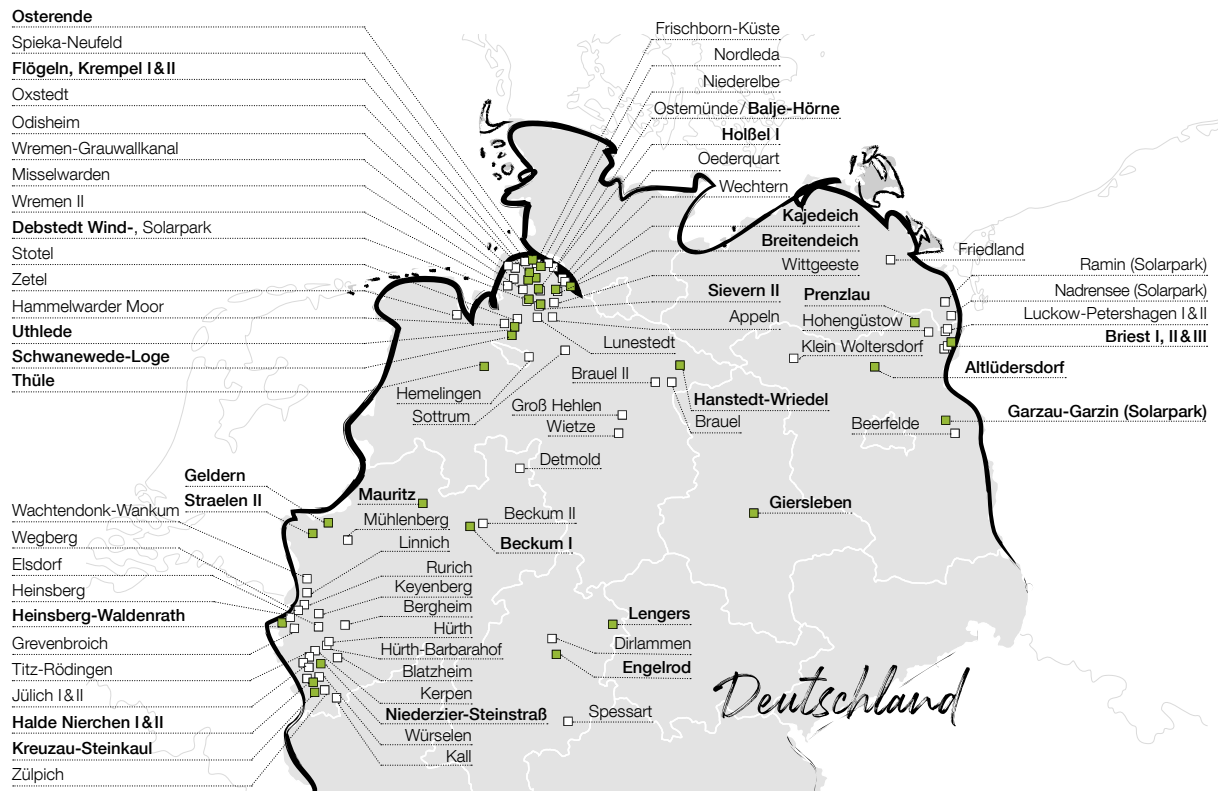 Osterende
Spieka-Neufeld
Flögeln, Krempel I & II
Oxstedt
Odisheim
Wremen-Grauwallkanal
Misselwarden
Wremen II
Debstedt Wind-, Solarpark
Stotel
Zetel
Hammelwarder Moor
Uthlede
Schwanewede-Loge
Thüle
Frischborn-Küste
Nordleda
Niederelbe
Ostemünde/Balje-Hörne
Holßel I
Oederquart
Wechtern
Kajedeich
Breitendeich
Wittgeeste
Sievern II
Appeln
Lunestedt
Friedland
Ramin (Solarpark)
Nadrensee (Solarpark)
Luckow-Petershagen I & II
Briest I, II & III
Prenzlau
Hohengüstow
Klein Woltersdorf
Altlüdersdorf
Garzau-Garzin (Solarpark)
Beerfelde
Brauel II
Hanstedt-Wriedel
Brauel
Hemelingen
Sottrum
Groß Hehlen
Wietze
Detmold
Geldern
Straelen II
Mauritz
Mühlenberg
Beckum II
Beckum I
Giersleben
Wachtendonk-Wankum
Wegberg
Elsdorf
Heinsberg
Heinsberg-Waldenrath
Grevenbroich
Titz-Rödingen
Jülich I & II
Halde Nierchen I & II
Kreuzau-Steinkaul
Zülpich
Linnich
Rurich
Keyenberg
Bergheim
Hürth
Hürth-Barbarahof
Blatzheim
Kerpen
Niederzier-Steinstraß
Würselen
Kall
Lengers
Dirlammen
Engelrod
Spessart
Deutschland